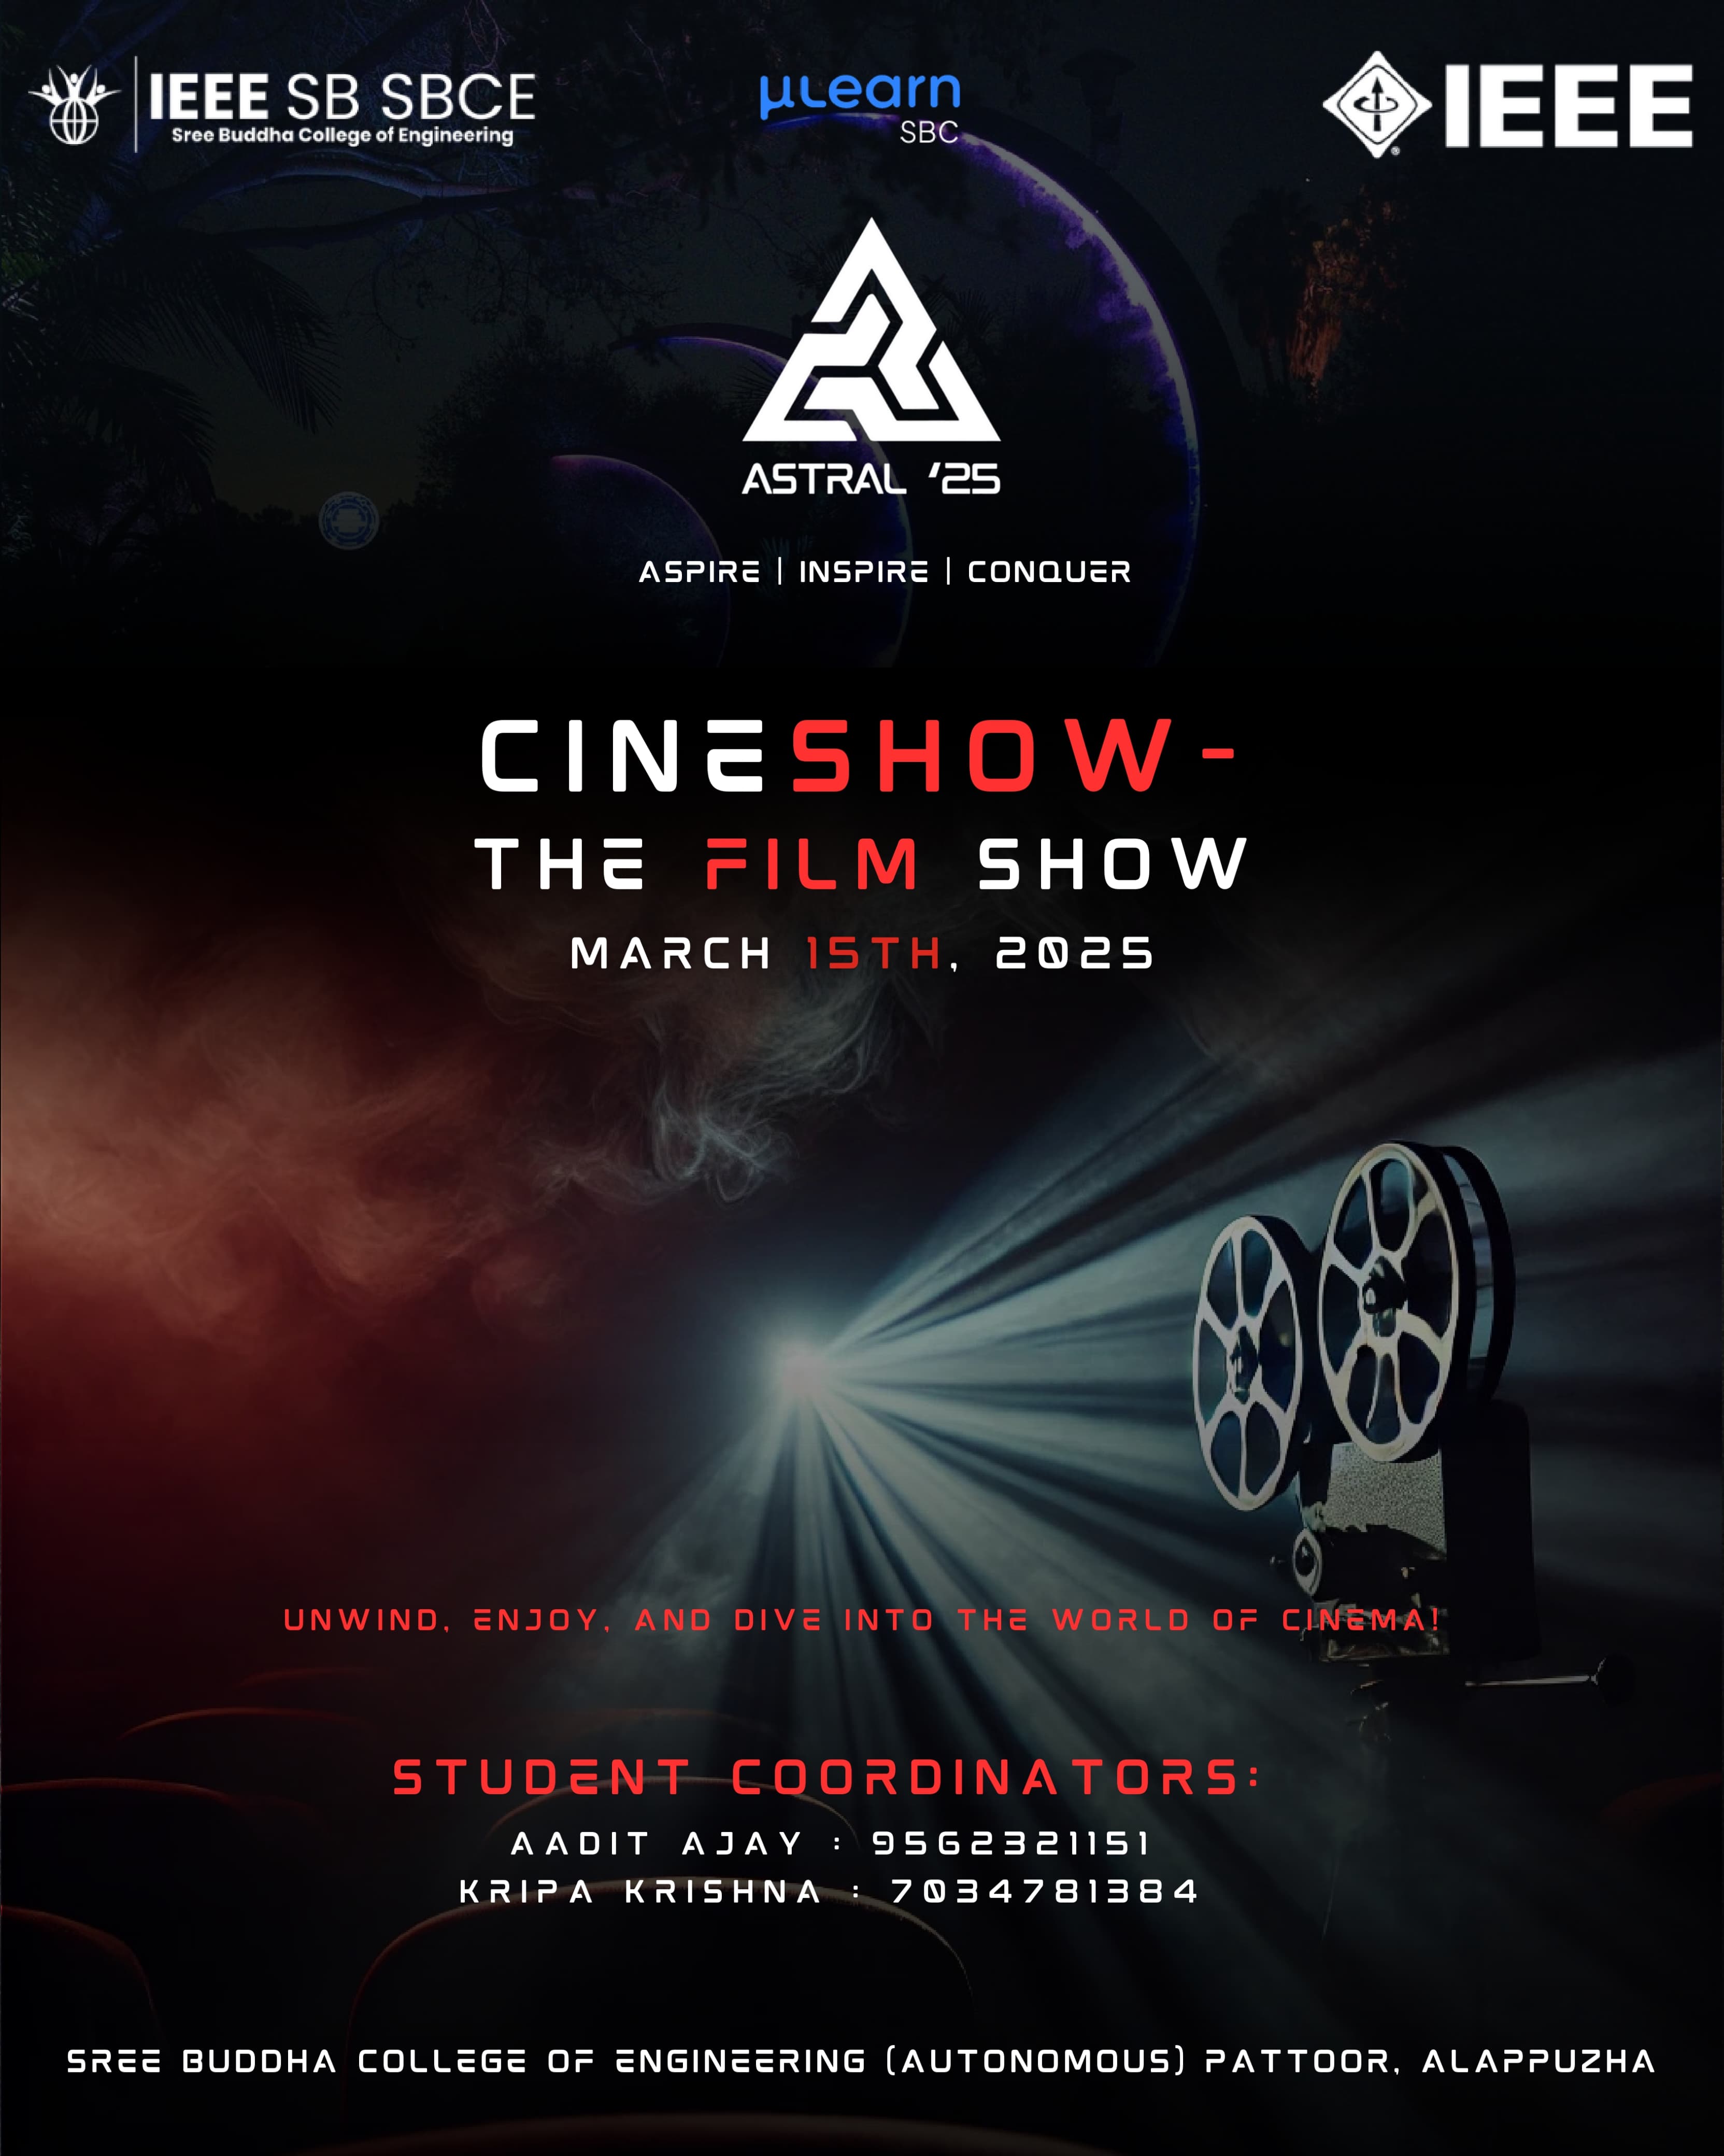 IEEE SB SBCE
Sree Buddha College of Engineering
µLearn
SBC
IEEE
ASTRAL '25
ASPIRE | INSPIRE | CONQUER
CINESHOW-
THE FILM SHOW
MARCH 15TH, 2025
UNWIND, ENJOY, AND DIVE INTO THE WORLD OF CINEMA!
STUDENT COORDINATORS:
AADIT AJAY : 9562321151
KRIPA KRISHNA : 7034781384
SREE BUDDHA COLLEGE OF ENGINEERING (AUTONOMOUS) PATTOOR, ALAPPUZHA